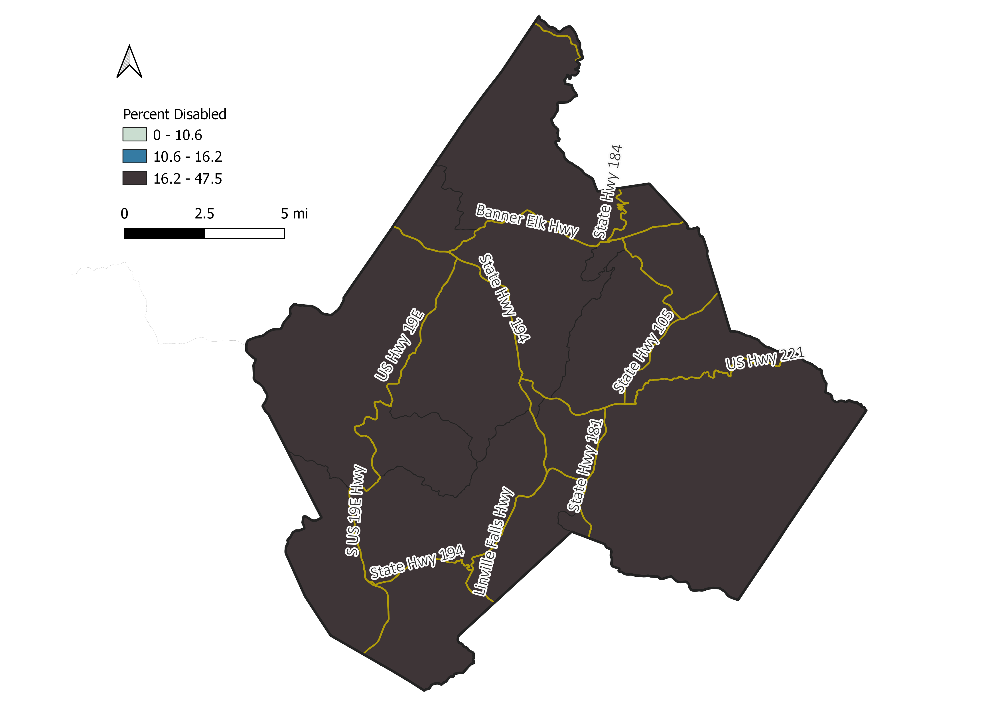 Percent Disabled
0 - 10.6
10.6 - 16.2
16.2 - 47.5
0 2.5 5 mi
State Hwy 184
Banner Elk Hwy
State Hwy 194
US Hwy 19E
State Hwy 105
US Hwy 221
State Hwy 181
S US 19E Hwy
Linville Falls Hwy
State Hwy 194